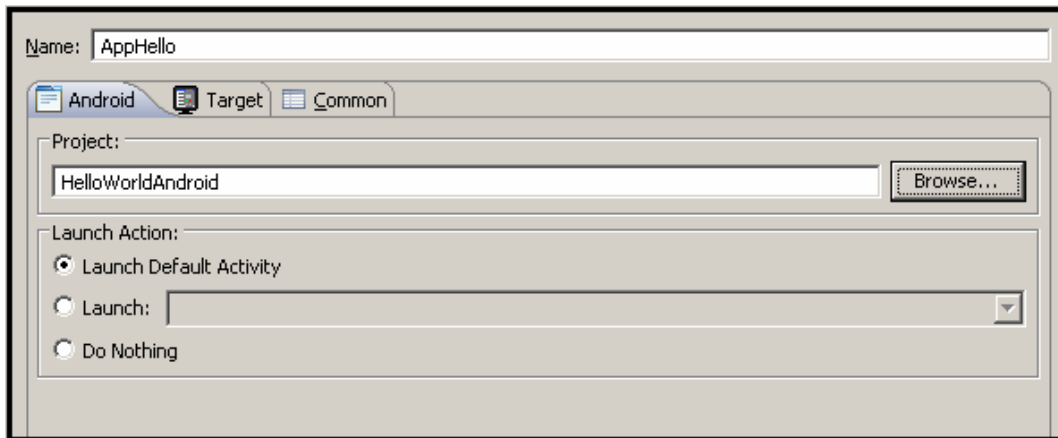 Name: AppHello
Android Target Common
Project:
HelloWorldAndroid Browse...
Launch Action:
Launch Default Activity
Launch:
Do Nothing